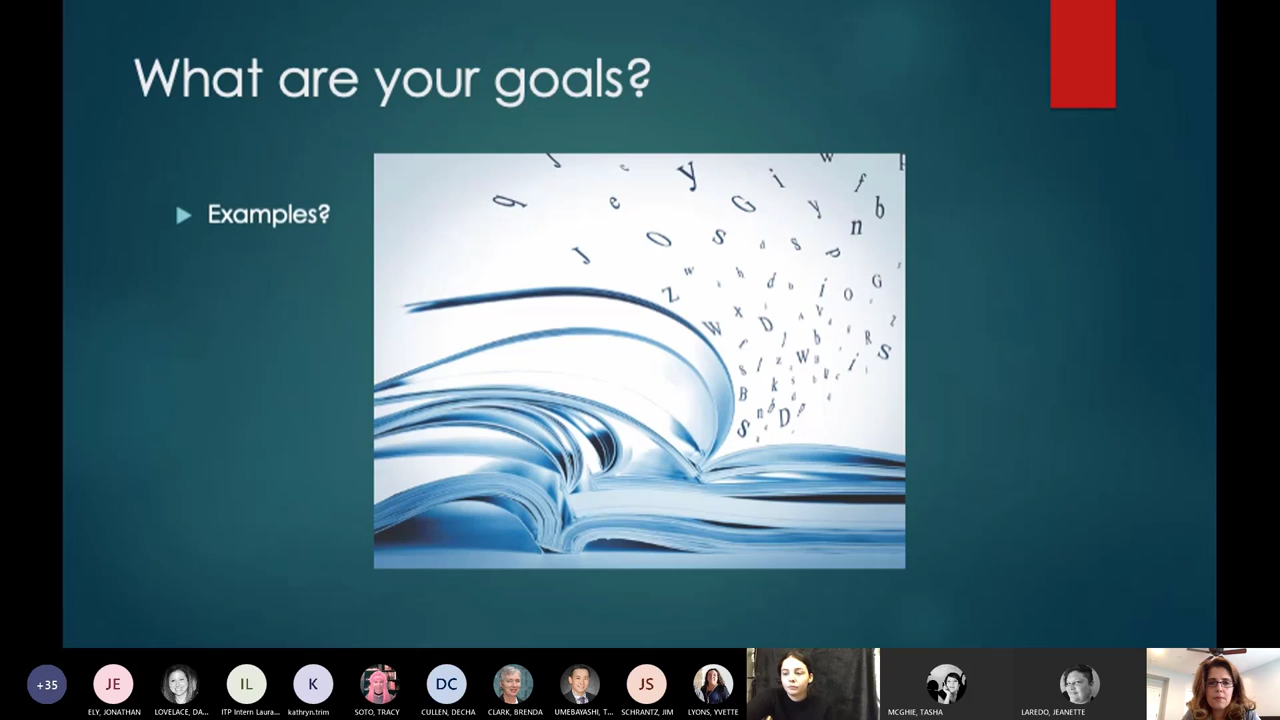 What are your goals?
Examples?
+35
JE
IL
K
DC
JS
ELY, JONATHAN
LOVELACE, DA...
ITP Intern Laura...
kathryn.trim
SOTO, TRACY
CULLEN, DECHA
CLARK, BRENDA
UMEBAYASHI, T...
SCHRANTZ, JIM
LYONS, YVETTE
MCGHIE, TASHA
LAREDO, JEANETTE